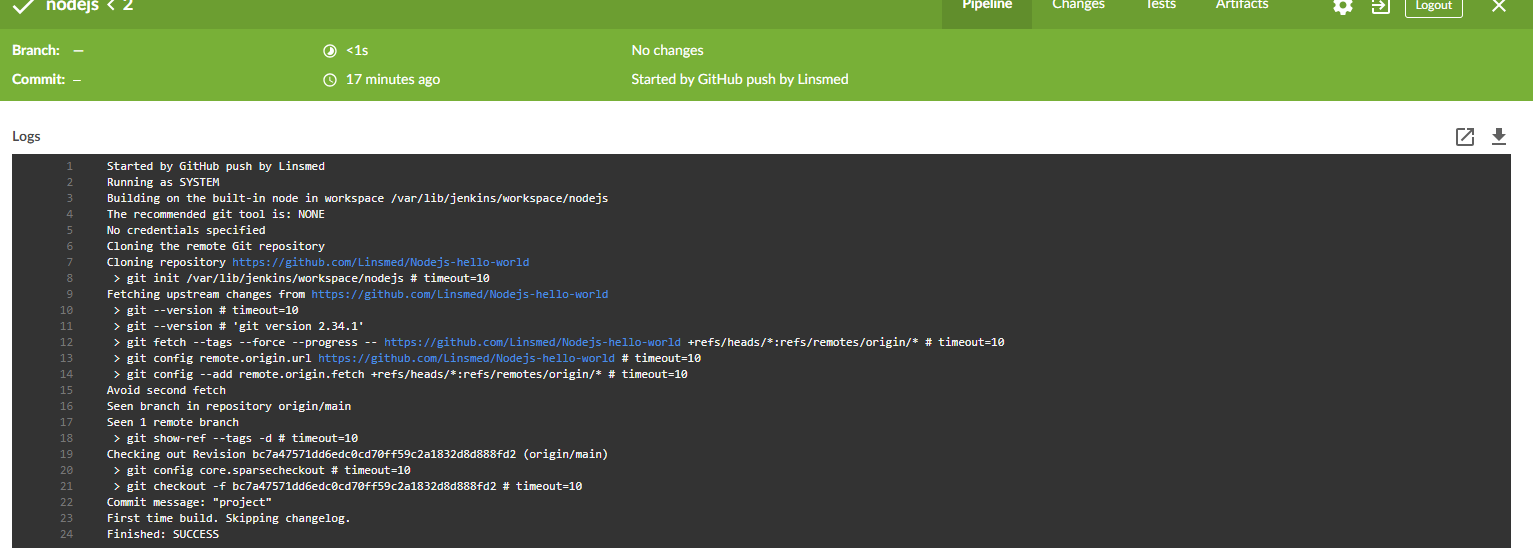 nodejs < 2
Pipeline Changes Tests Artifacts Logout
Branch: — <1s No changes
Commit: – 17 minutes ago Started by GitHub push by Linsmed
Logs
1 Started by GitHub push by Linsmed
2 Running as SYSTEM
3 Building on the built-in node in workspace /var/lib/jenkins/workspace/nodejs
4 The recommended git tool is: NONE
5 No credentials specified
6 Cloning the remote Git repository
7 Cloning repository https://github.com/Linsmed/Nodejs-hello-world
8 > git init /var/lib/jenkins/workspace/nodejs # timeout=10
9 Fetching upstream changes from https://github.com/Linsmed/Nodejs-hello-world
10 > git --version # timeout=10
11 > git --version # 'git version 2.34.1'
12 > git fetch --tags --force --progress -- https://github.com/Linsmed/Nodejs-hello-world +refs/heads/*:refs/remotes/origin/* # timeout=10
13 > git config remote.origin.url https://github.com/Linsmed/Nodejs-hello-world # timeout=10
14 > git config --add remote.origin.fetch +refs/heads/*:refs/remotes/origin/* # timeout=10
15 Avoid second fetch
16 Seen branch in repository origin/main
17 Seen 1 remote branch
18 > git show-ref --tags -d # timeout=10
19 Checking out Revision bc7a47571dd6edc0cd70ff59c2a1832d8d888fd2 (origin/main)
20 > git config core.sparsecheckout # timeout=10
21 > git checkout -f bc7a47571dd6edc0cd70ff59c2a1832d8d888fd2 # timeout=10
22 Commit message: "project"
23 First time build. Skipping changelog.
24 Finished: SUCCESS